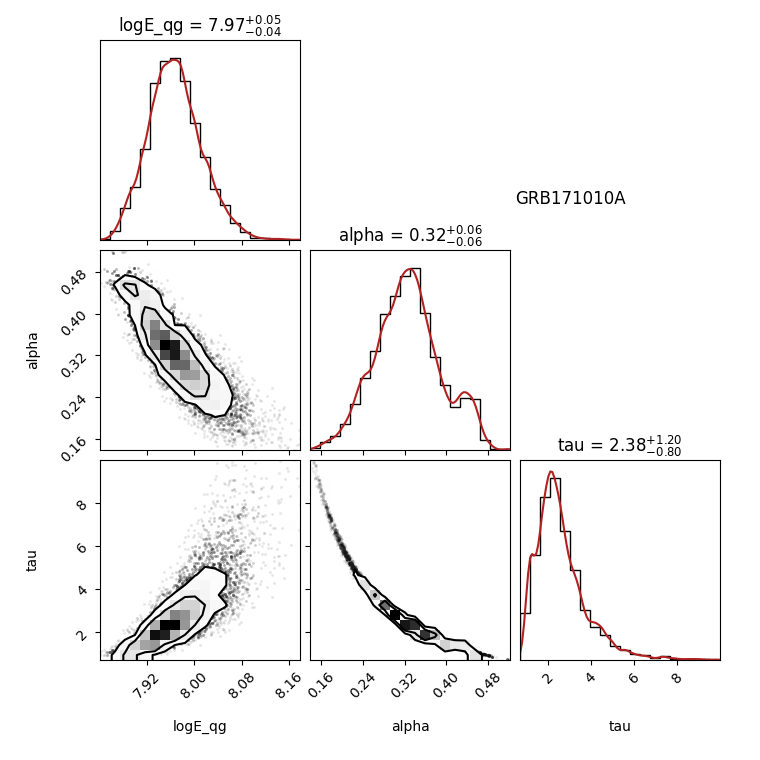 logE_qg = 7.97+0.05−0.04
GRB171010A
alpha = 0.32+0.06−0.06
0.48
0.40
0.32
0.24
0.16
alpha
tau = 2.38+1.20−0.80
8
6
4
2
tau
7.92 8.00 8.08 8.16 0.16 0.24 0.32 0.40 0.48 2 4 6 8
logE_qg alpha tau